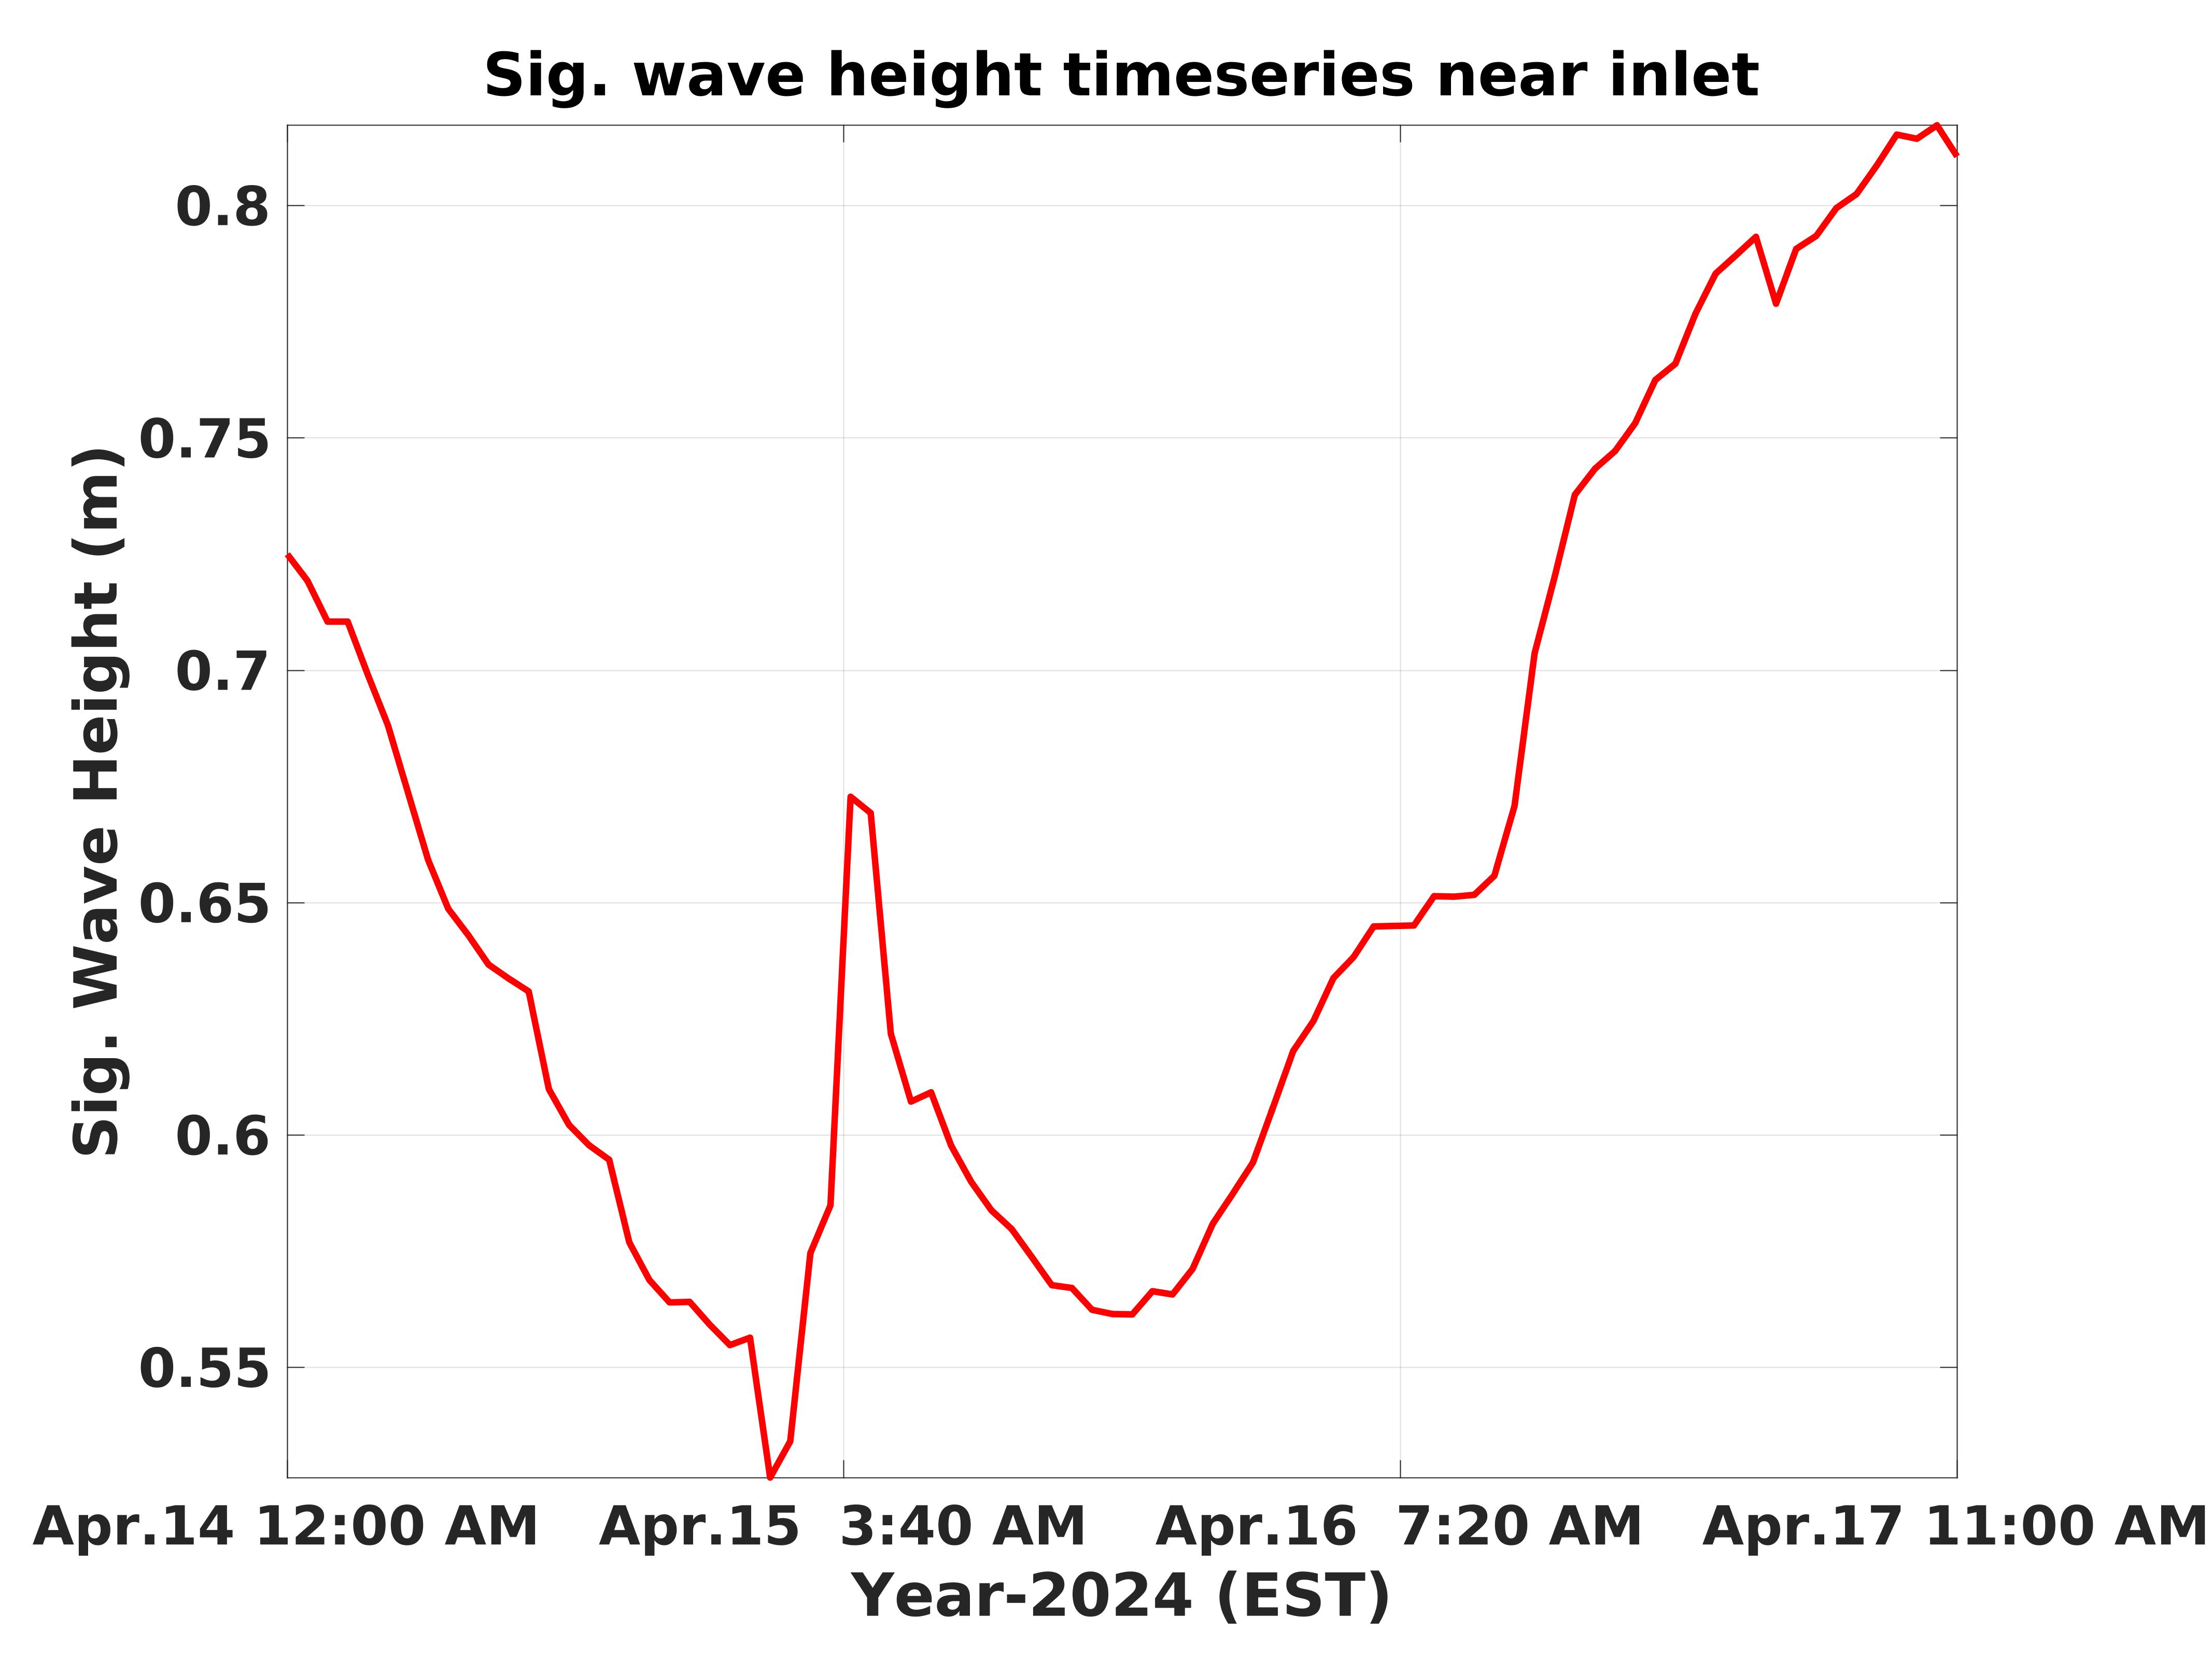 Sig. wave height timeseries near inlet
0.8
0.75
0.7
0.65
0.6
0.55
Sig. Wave Height (m)
Apr.14 12:00 AM Apr.15 3:40 AM Apr.16 7:20 AM Apr.17 11:00 AM
Year-2024 (EST)